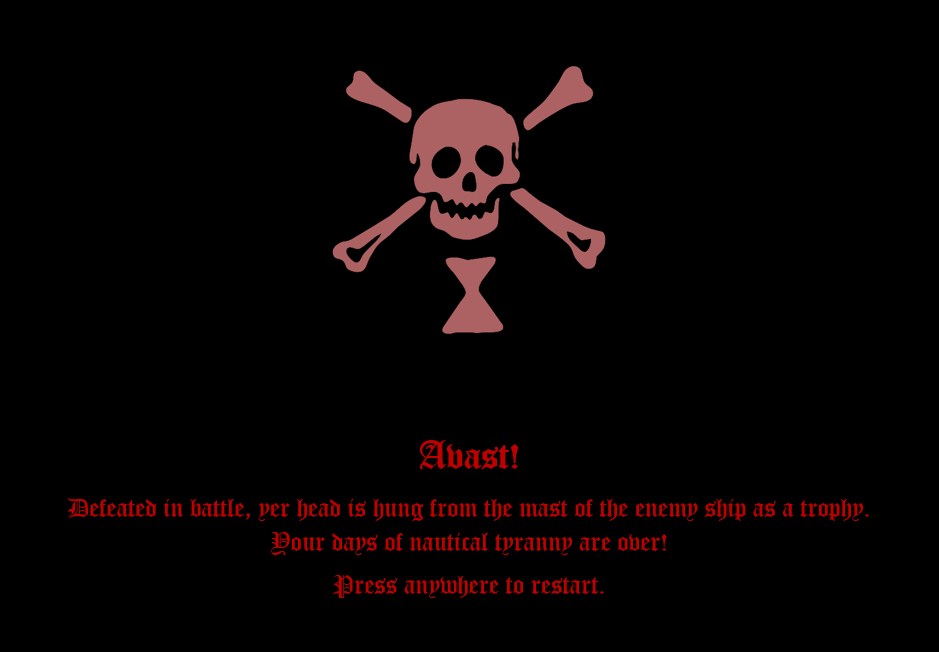 Avast!
Defeated in battle, yer head is hung from the mast of the enemy ship as a trophy.
Your days of nautical tyranny are over!
Press anywhere to restart.